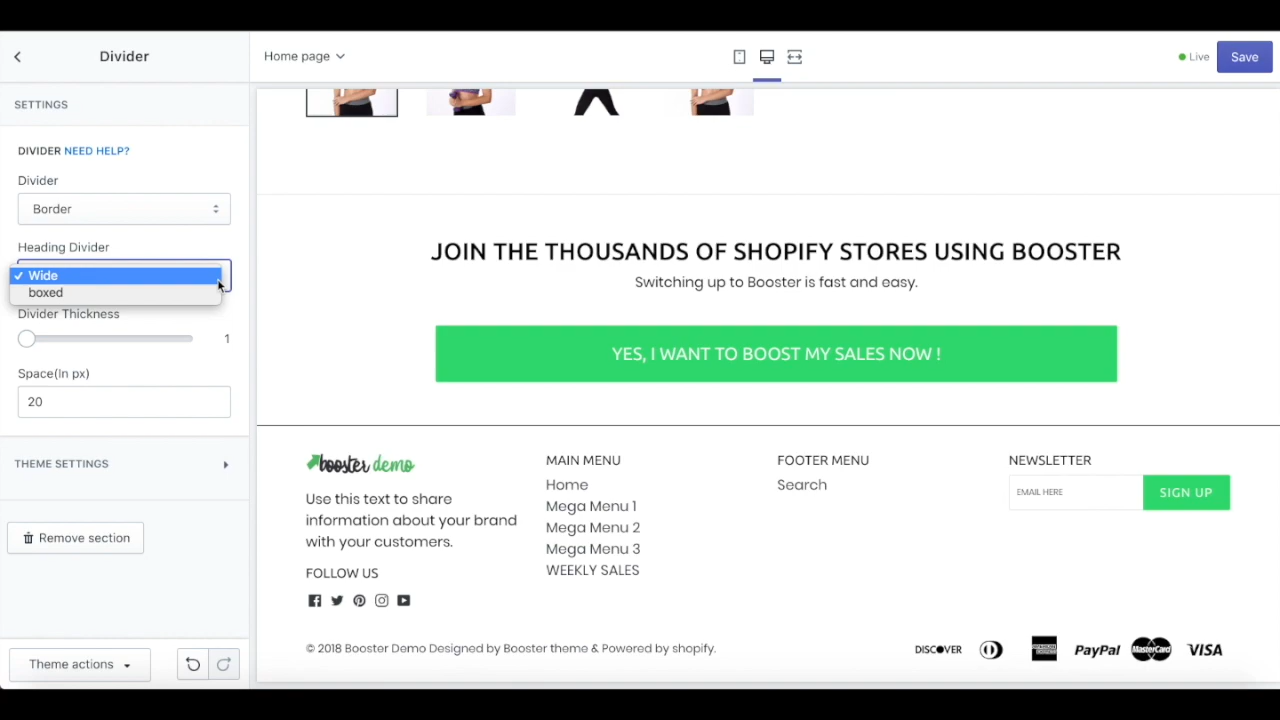 Divider
Home page
Live
Save
SETTINGS
DIVIDER NEED HELP?
Divider
Border
Heading Divider
✓ Wide
boxed
Divider Thickness
1
Space(In px)
20
THEME SETTINGS
Remove section
Theme actions
JOIN THE THOUSANDS OF SHOPIFY STORES USING BOOSTER
Switching up to Booster is fast and easy.
YES, I WANT TO BOOST MY SALES NOW !
booster demo
Use this text to share
information about your brand
with your customers.
FOLLOW US
MAIN MENU
Home
Mega Menu 1
Mega Menu 2
Mega Menu 3
WEEKLY SALES
FOOTER MENU
Search
NEWSLETTER
EMAIL HERE
SIGN UP
© 2018 Booster Demo Designed by Booster theme & Powered by shopify.
DISCOVER
PayPal
MasterCard
VISA